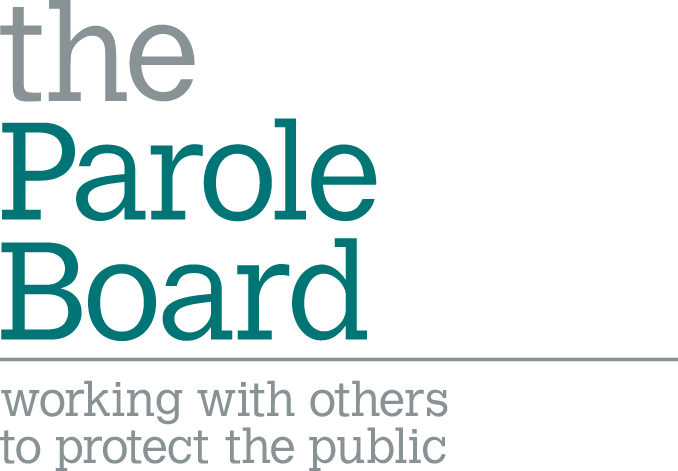 the
Parole
Board
working with others
to protect the public